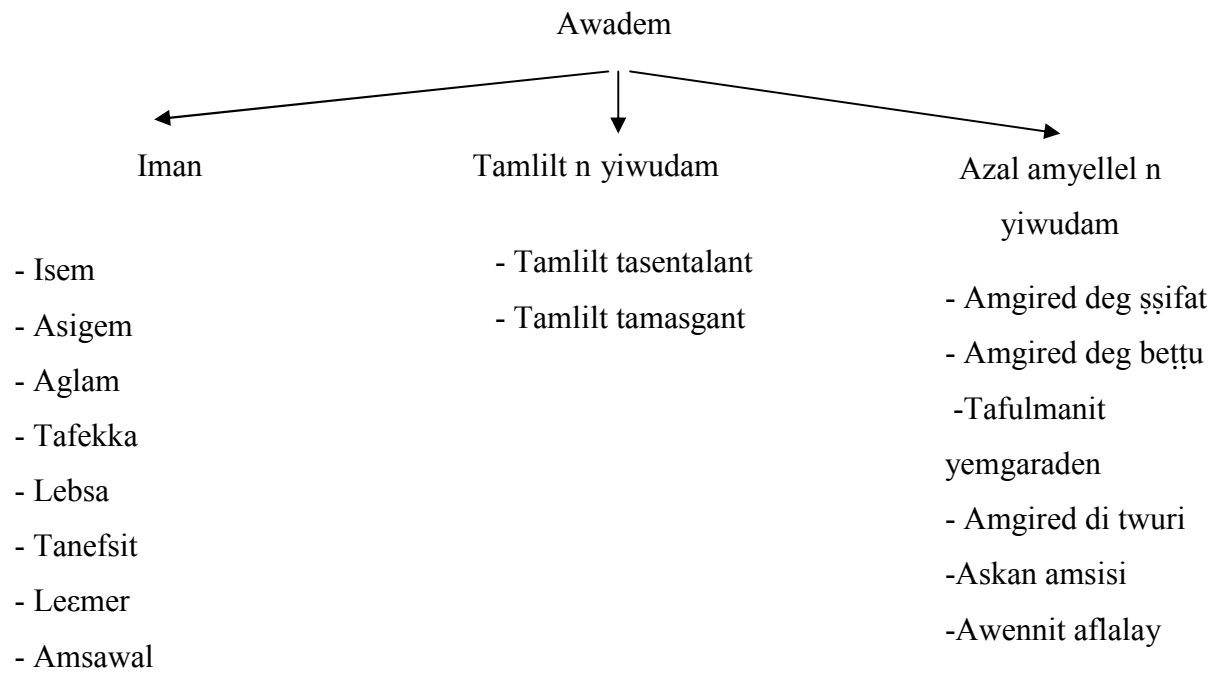 Awadem
Iman
- Isem
- Asigem
- Aglam
- Tafekka
- Lebsa
- Tanefsit
- Leɛmer
- Amsawal
Tamlilt n yiwudam
- Tamlilt tasentalant
- Tamlilt tamasgant
Azal amyellel n
yiwudam
- Amgired deg ṣṣifat
- Amgired deg beṭṭu
-Tafulmanit
yemgaraden
- Amgired di twuri
-Askan amsisi
-Awennit aflalay